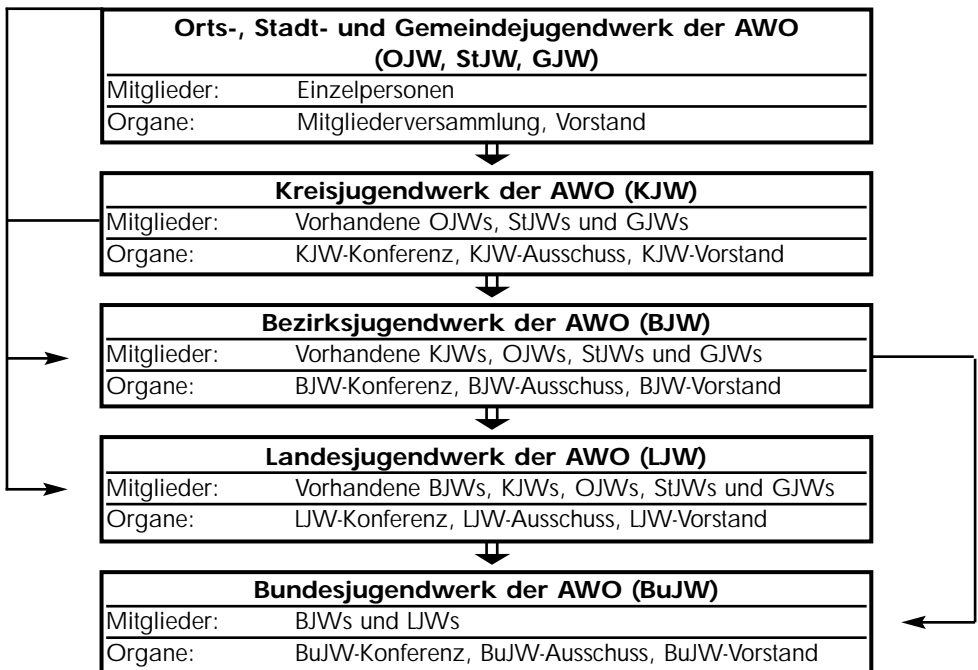 Orts-, Stadt- und Gemeindejugendwerk der AWO
(OJW, StJW, GJW)
Mitglieder: Einzelpersonen
Organe: Mitgliederversammlung, Vorstand
Kreisjugendwerk der AWO (KJW)
Mitglieder: Vorhandene OJWs, StJWs und GJWs
Organe: KJW-Konferenz, KJW-Ausschuss, KJW-Vorstand
Bezirksjugendwerk der AWO (BJW)
Mitglieder: Vorhandene KJWs, OJWs, StJWs und GJWs
Organe: BJW-Konferenz, BJW-Ausschuss, BJW-Vorstand
Landesjugendwerk der AWO (LJW)
Mitglieder: Vorhandene BJWs, KJWs, OJWs, StJWs und GJWs
Organe: LJW-Konferenz, LJW-Ausschuss, LJW-Vorstand
Bundesjugendwerk der AWO (BuJW)
Mitglieder: BJWs und LJWs
Organe: BuJW-Konferenz, BuJW-Ausschuss, BuJW-Vorstand